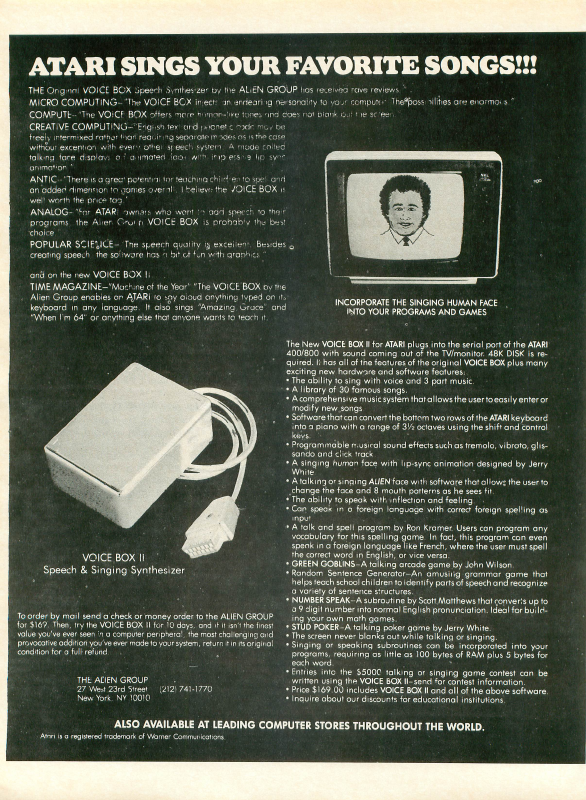 ATARI SINGS YOUR FAVORITE SONGS!!!
THE Original VOICE BOX Speech Synthesizer by the ALIEN GROUP has received rave reviews:
MICRO COMPUTING–"The VOICE BOX injects an endearing personality to your computer. The possibilities are enormous."
COMPUTE–"The VOICE BOX offers more human-like tones and does not blank out the screen."
CREATIVE COMPUTING–"English text and phonetic code may be
freely intermixed rather than requiring separate modes as is the case
without exception with every other speech system. A
talking face displays animated lip sync
animation."
ANTIC–"There is a great potential for teaching children to spell and
an added dimension to games overall. I believe the VOICE BOX is
well worth the price tag."
ANALOG–"For ATARI owners who want to add speech to their
programs, the Alien Group VOICE BOX is probably the best
choice."
POPULAR SCIENCE–"The speech quality is excellent. Besides
creating speech, the software has a bit of fun with graphics."
and on the new VOICE BOX II:
TIME MAGAZINE–"Machine of the Year" "The VOICE BOX by the
Alien Group enables an ATARI to say aloud anything typed on its
keyboard in any language. It also sings "Amazing Grace" and
"When I'm 64" or anything else that anyone wants to teach it.
INCORPORATE THE SINGING HUMAN FACE
INTO YOUR PROGRAMS AND GAMES
The New VOICE BOX II for ATARI plugs into the serial port of the ATARI
400/800 with sound coming out of the TV/monitor. 48K DISK is re-
quired. It has all of the features of the original VOICE BOX plus many
exciting new hardware and software features:
• The ability to sing with voice and 3 part music.
• A library of 30 famous songs.
• A comprehensive music system that allows the user to easily enter or
modify new songs
• Software that can convert the bottom two rows of the ATARI keyboard
into a piano with a range of 3½ octaves using the shift and control
keys.
• Programmable musical sound effects such as tremolo, vibrato, glis-
sando and click track.
• A singing human face with lip-sync animation designed by Jerry
White
• A talking or singing ALIEN face with software that allows the user to
change the face and 8 mouth patterns as he sees fit.
• The ability to speak with inflection and feeling.
• Can speak in a foreign language with correct foreign spelling as
input.
• A talk and spell program by Ron Kramer. Users can program any
vocabulary for this spelling game. In fact, this program can even
speak in a foreign language like French, where the user must spell
the correct word in English, or vice versa.
• GREEN GOBLINS–A talking arcade game by John Wilson.
• Random Sentence Generator–An amusing grammar game that
helps teach school children to identify parts of speech and recognize
a variety of sentence structures.
• NUMBER SPEAK–A subroutine by Scott Matthews that converts up to
a 9 digit number into normal English pronunciation. Ideal for build-
ing your own math games.
• STUD POKER–A talking poker game by Jerry White.
• The screen never blanks out while talking or singing.
• Singing or speaking subroutines can be incorporated into your
programs, requiring as little as 100 bytes of RAM plus 5 bytes for
each word.
• Entries into the $5000 talking or singing game contest can be
written using the VOICE BOX II–send for contest information.
• Price $169.00 includes VOICE BOX II and all of the above software.
• Inquire about our discounts for educational institutions.
VOICE BOX II
Speech & Singing Synthesizer
To order by mail send a check or money order to the ALIEN GROUP
for $169. Then, try the VOICE BOX II for 10 days, and if it isn't the finest
value you've ever seen in a computer peripheral, the most challenging and
provocative addition you've ever made to your system, return it in its original
condition for a full refund.
THE ALIEN GROUP
27 West 23rd Street (212) 741-1770
New York, NY 10010
ALSO AVAILABLE AT LEADING COMPUTER STORES THROUGHOUT THE WORLD.
Atari is a registered trademark of Warner Communications.